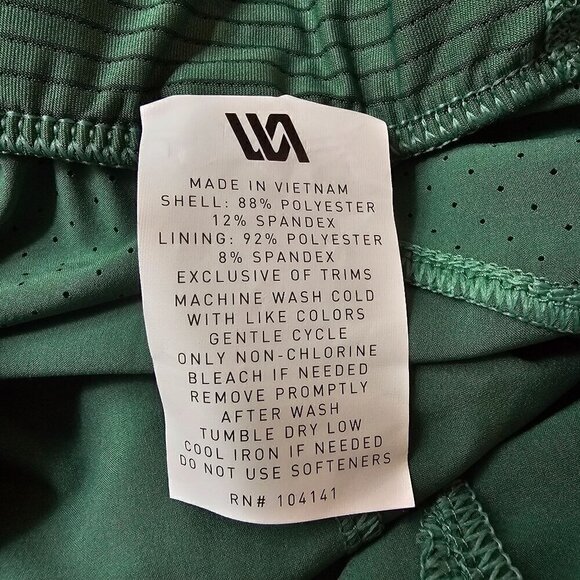 MADE IN VIETNAM
SHELL: 88% POLYESTER
12% SPANDEX
LINING: 92% POLYESTER
8% SPANDEX
EXCLUSIVE OF TRIMS
MACHINE WASH COLD
WITH LIKE COLORS
GENTLE CYCLE
ONLY NON-CHLORINE
BLEACH IF NEEDED
REMOVE PROMPTLY
AFTER WASH
TUMBLE DRY LOW
COOL IRON IF NEEDED
DO NOT USE SOFTENERS
RN# 104141